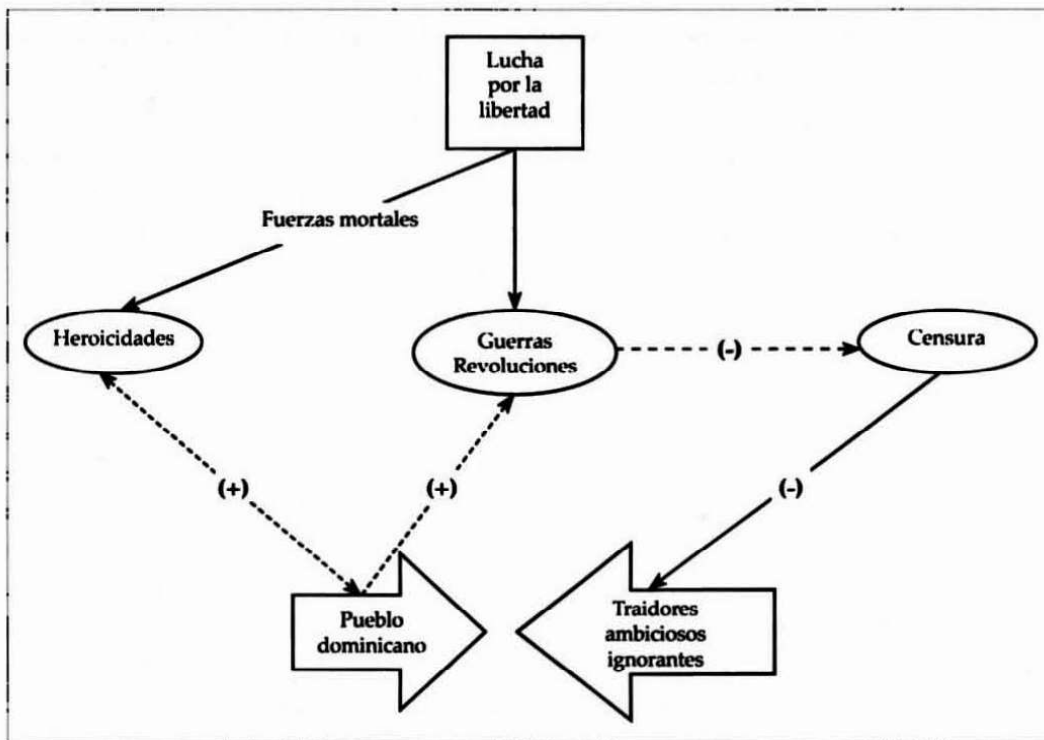 Lucha
por la
libertad
Fuerzas mortales
Heroicidades
Guerras
Revoluciones
(-)
Censura
(+)
(+)
(-)
Pueblo
dominicano
Traidores
ambiciosos
ignorantes